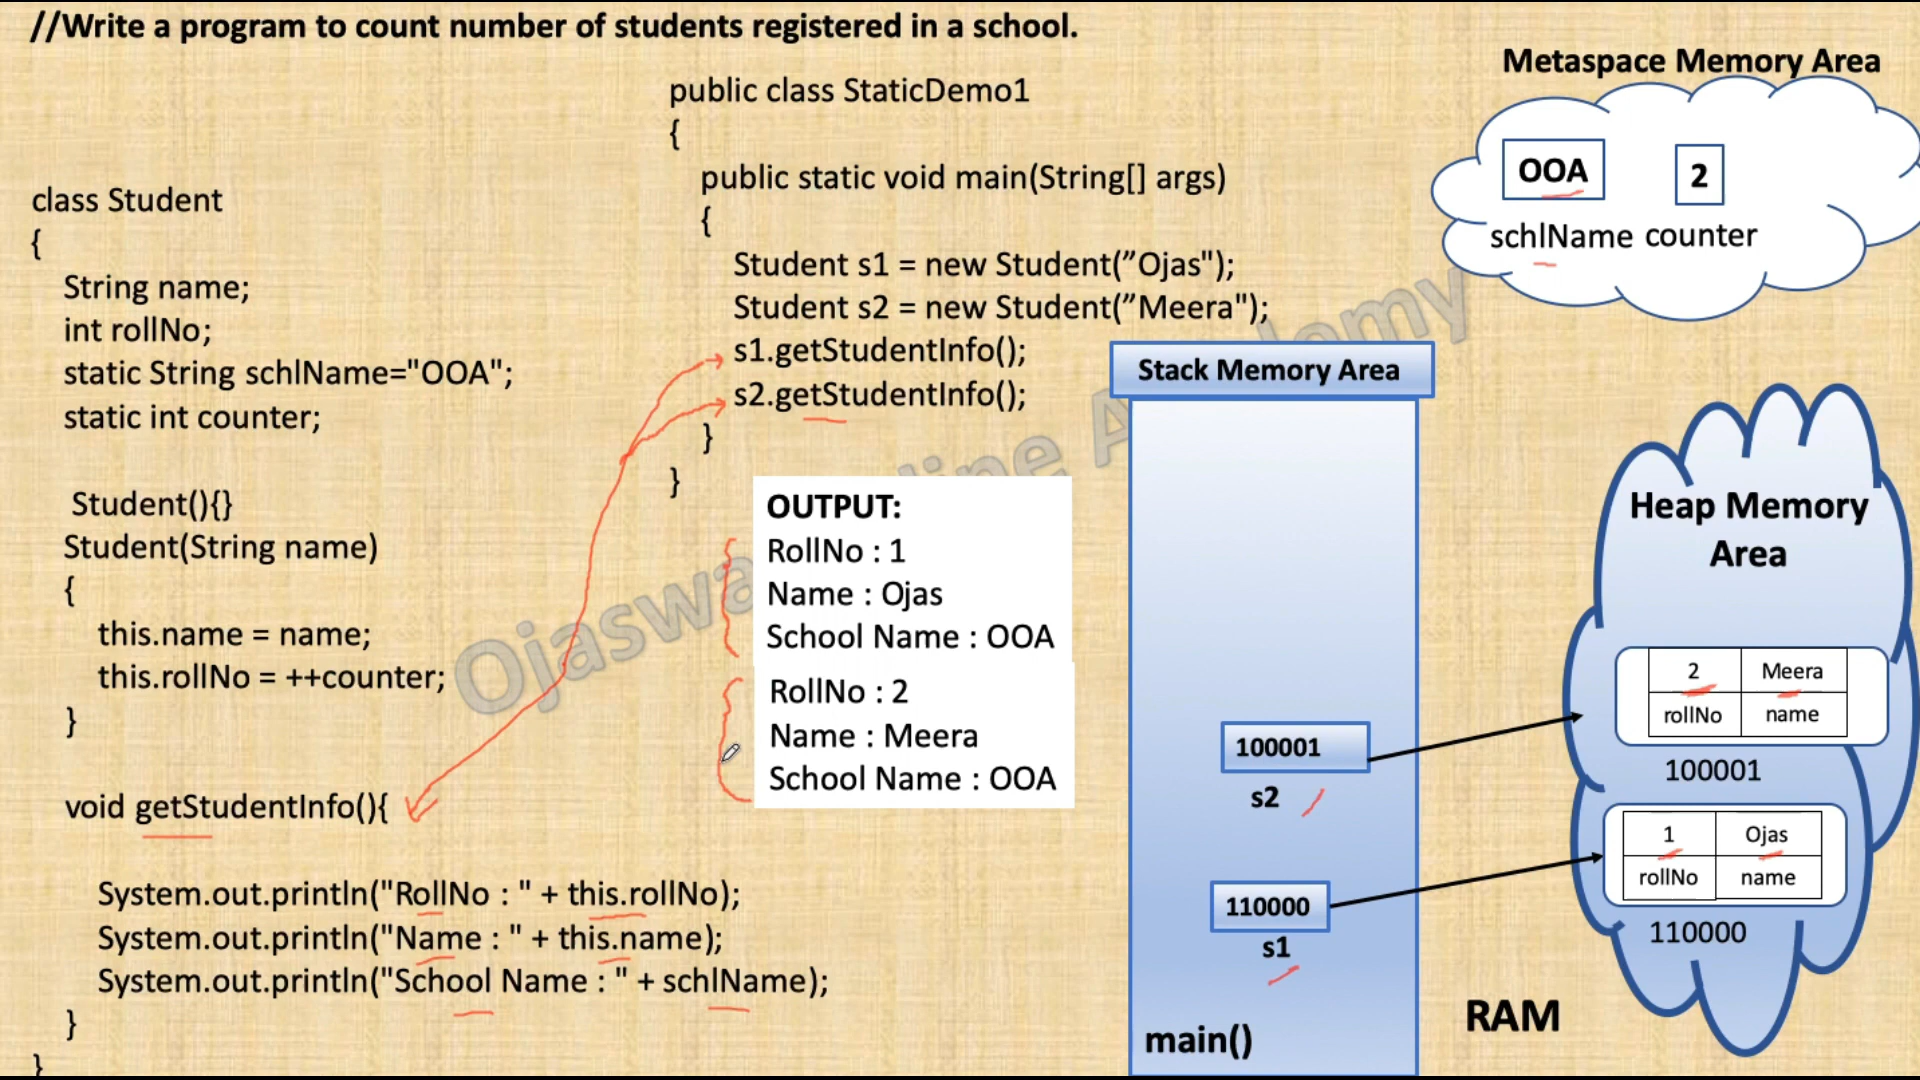 //Write a program to count number of students registered in a school.
class Student
{
String name;
int rollNo;
static String schlName="OOA";
static int counter;
Student(){}
Student(String name)
{
this.name = name;
this.rollNo = ++counter;
}
void getStudentInfo(){
System.out.println("RollNo : " + this.rollNo);
System.out.println("Name : " + this.name);
System.out.println("School Name : " + schlName);
}
}
public class StaticDemo1
{
public static void main(String[] args)
{
Student s1 = new Student(”Ojas");
Student s2 = new Student(”Meera");
s1.getStudentInfo();
s2.getStudentInfo();
}
}
OUTPUT:
RollNo : 1
Name : Ojas
School Name : OOA
RollNo : 2
Name : Meera
School Name : OOA
Stack Memory Area
100001
s2
110000
s1
main()
Metaspace Memory Area
OOA 2
schlName counter
Heap Memory
Area
2 Meera
rollNo name
100001
1 Ojas
rollNo name
110000
RAM